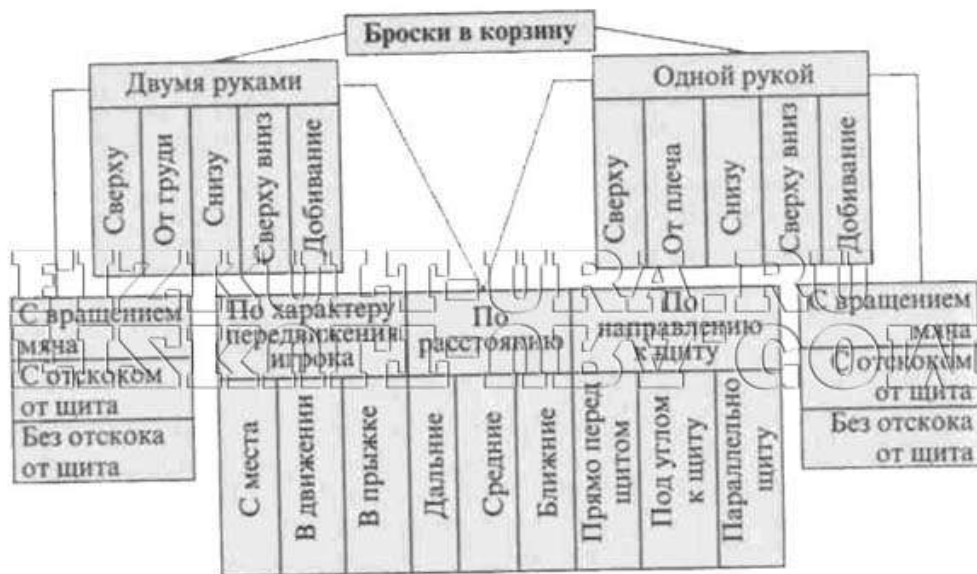 Броски в корзину
Двумя руками
Сверху
От груди
Снизу
Сверху вниз
Добивание
Одной рукой
Сверху
От плеча
Снизу
Сверху вниз
Добивание
С вращением
мяча
С отскоком
от щита
Без отскока
от щита
По характеру
передвижения
игрока
С места
В движении
В прыжке
По
расстоянию
Дальние
Средние
Ближние
По
направлению
к щиту
Прямо перед
щитом
Под углом
к щиту
Параллельно
щиту
С вращением
мяча
С отскоком
от щита
Без отскока
от щита